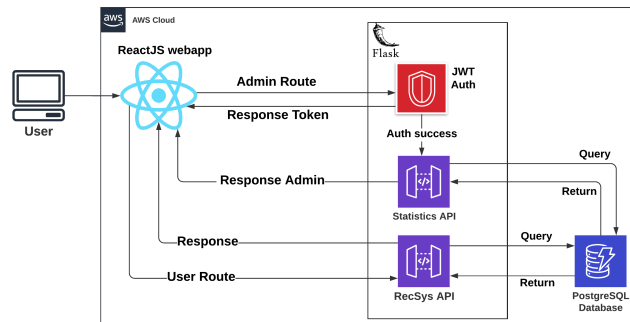 aws
AWS Cloud
ReactJS webapp
Flask
User
Admin Route
Response Token
JWT
Auth
Auth success
Query
Response Admin
Return
Statistics API
Response
Query
User Route
Return
RecSys API
PostgreSQL
Database